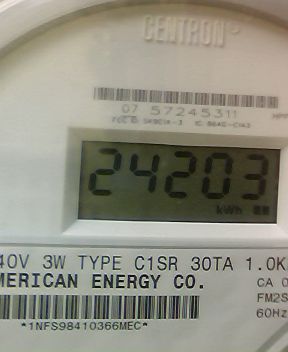 CENTRON®
07 57245311
24203
kWh
40V 3W TYPE C1SR 30TA 1.0K
MERICAN ENERGY CO.
CA 0
FM2S
60Hz
*1NFS98410366MEC*